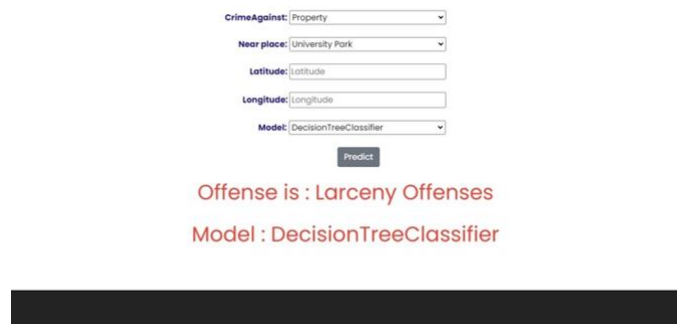 CrimeAgainst: Property
Near place: University Park
Latitude: Latitude
Longitude: Longitude
Model: DecisionTreeClassifier
Predict
Offense is : Larceny Offenses
Model : DecisionTreeClassifier